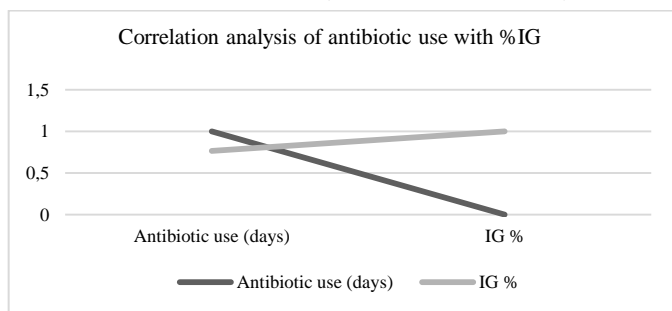 Correlation analysis of antibiotic use with %IG
1,5
1
0,5
0
Antibiotic use (days) IG %
Antibiotic use (days) IG %